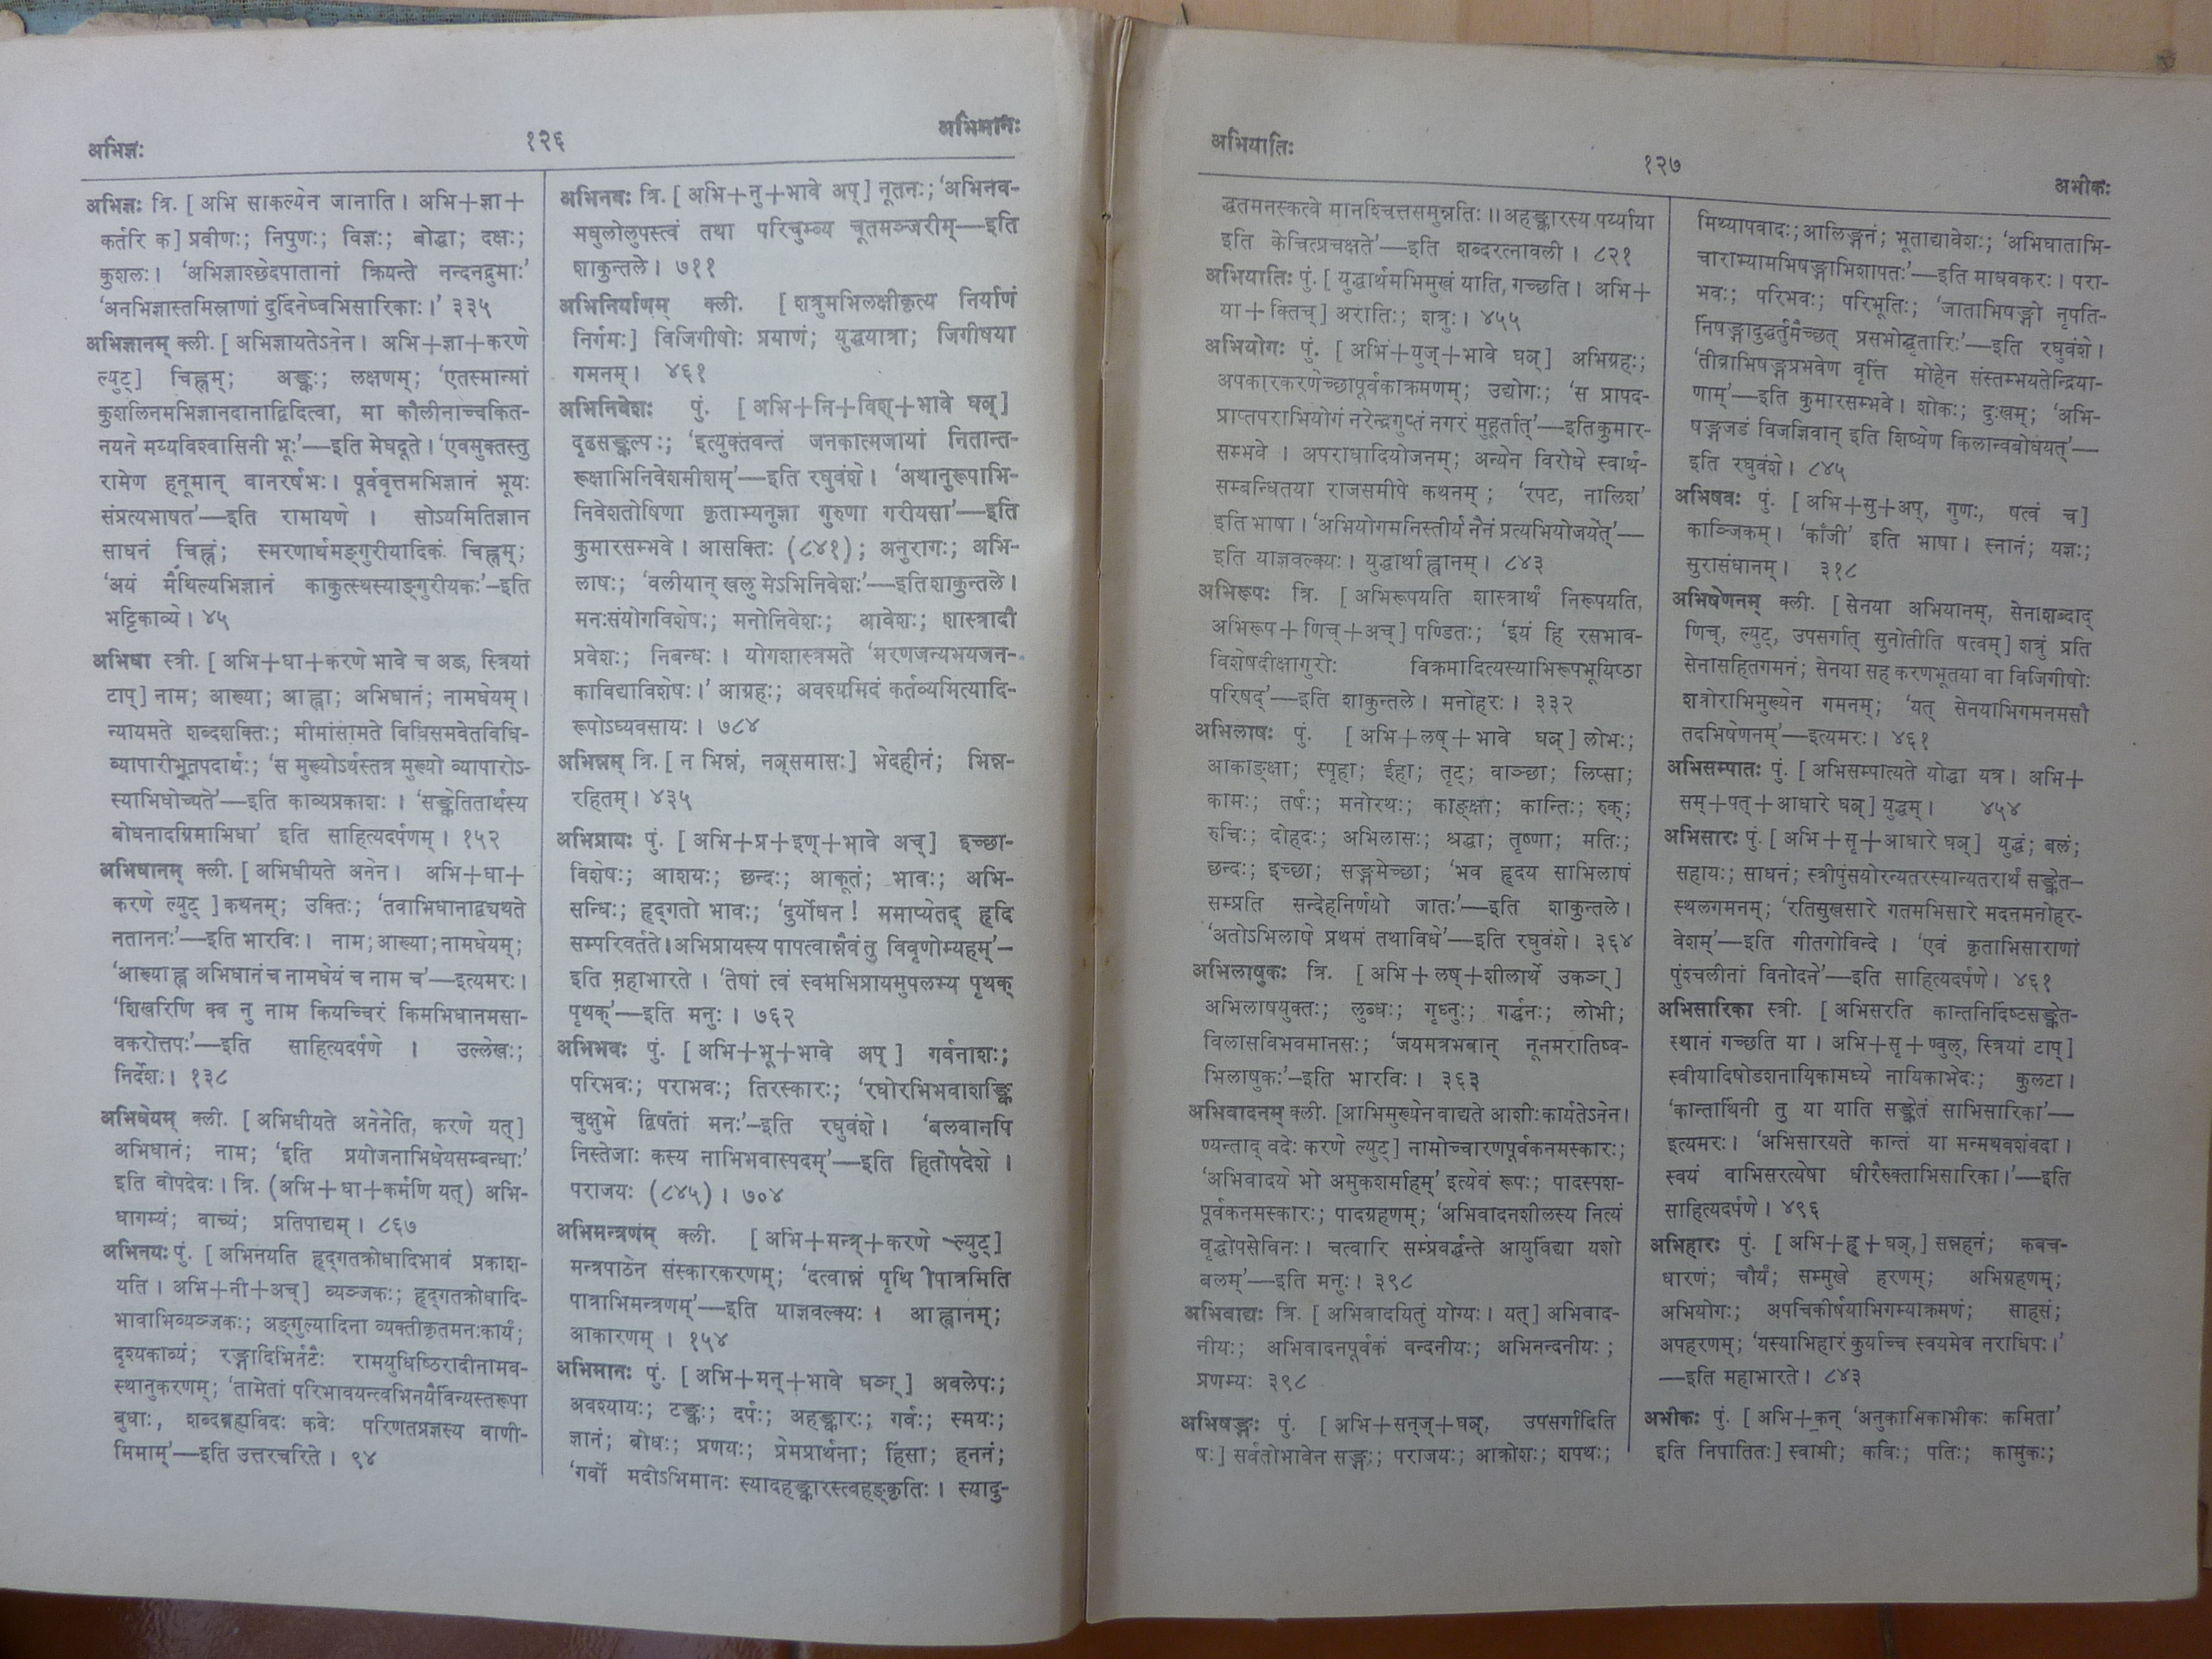 अभिज्ञः
१२६
अभिमानः
अभिज्ञः त्रि. [ अभि साकल्येन जानाति । अभि+ज्ञा+
कर्तरि क] प्रवीणः; निपुणः; विज्ञः; बोद्धा; दक्षः;
कुशलः। 'अभिज्ञाश्छेदपातानां क्रियन्ते नन्दनद्रुमाः'
'अनभिज्ञास्तमिस्राणां दुर्दिनेष्वभिसारिकाः।' ३३५
अभिज्ञानम् क्ली. [ अभिज्ञायतेऽनेन। अभि+ज्ञा+करणे
ल्युट्] चिह्नम्; अङ्कः; लक्षणम्; 'एतस्मान्मां
कुशलिनमभिज्ञानदानाद्विदित्वा, मा कौलीनाच्चकित-
नयने मय्यविश्वासिनी भूः'—इति मेघदूते। 'एवमुक्तस्तु
रामेण हनूमान् वानरर्षभः। पूर्ववृत्तमभिज्ञानं भूयः
संप्रत्यभाषत'—इति रामायणे । सोऽयमितिज्ञान
साधनं चिह्नं; स्मरणार्थमङ्गुरीयादिकं चिह्नम्;
'अयं मैथिल्यभिज्ञानं काकुत्स्थस्याङ्गुरीयकः'–इति
भट्टिकाव्ये। ४५
अभिधा स्त्री. [ अभि+धा+करणे भावे च अङ, स्त्रियां
टाप्] नाम; आख्या; आह्वा; अभिधानं; नामधेयम्।
न्यायमते शब्दशक्तिः; मीमांसामते विधिसमवेतविधि-
व्यापारीभूतपदार्थः; 'स मुख्योऽर्थस्तत्र मुख्यो व्यापारोऽ-
स्याभिधोच्यते'—इति काव्यप्रकाशः । 'सङ्केतितार्थस्य
बोधनादग्रिमाभिधा' इति साहित्यदर्पणम्। १५२
अभिधानम् क्ली. [ अभिधीयते अनेन। अभि+धा+
करणे ल्युट् ] कथनम्; उक्तिः; 'तवाभिधानाद्व्यथते
नताननः'—इति भारविः। नाम; आख्या; नामधेयम्;
'आख्याह्वे अभिधानं च नामधेयं च नाम च'—इत्यमरः।
'शिखरिणि क्व नु नाम कियच्चिरं किमभिधानमसा-
वकरोत्तपः'—इति साहित्यदर्पणे । उल्लेखः;
निर्देशः। १३८
अभिधेयम् क्ली. [ अभिधीयते अनेनेति, करणे यत्]
अभिधानं; नाम; 'इति प्रयोजनाभिधेयसम्बन्धाः'
इति वोपदेवः। त्रि. (अभि+धा+कर्मणि यत्) अभि-
धागम्यं; वाच्यं; प्रतिपाद्यम्। ८६७
अभिनयः पुं. [ अभिनयति हृद्गतक्रोधादिभावं प्रकाश-
यति। अभि+नी+अच्] व्यञ्जकः; हृद्गतक्रोधादि-
भावाभिव्यञ्जकः; अङ्गुल्यादिना व्यक्तीकृतमनःकार्यं;
दृश्यकाव्यं; रङ्गादिभिर्नटैः रामयुधिष्ठिरादीनामव-
स्थानुकरणम्; 'तामेतां परिभावयन्त्वभिनयैर्विन्यस्तरूपा
बुधाः, शब्दब्रह्मविदः कवेः परिणतप्रज्ञस्य वाणी-
मिमाम्'—इति उत्तरचरिते। ९४
अभिनवः त्रि. [ अभि+नु+भावे अप्] नूतनः; 'अभिनव-
मधुलोलुपस्त्वं तथा परिचुम्ब्य चूतमञ्जरीम्—इति
शाकुन्तले। ७११
अभिनिर्याणम् क्ली. [ शत्रुमभिलक्षीकृत्य निर्याणं
निर्गमः] विजिगीषोः प्रयाणं; युद्धयात्रा; जिगीषया
गमनम्। ४६१
अभिनिवेशः पुं. [ अभि+नि+विश्+भावे घञ्]
दृढसङ्कल्पः; 'इत्युक्तवन्तं जनकात्मजायां नितान्त-
रूक्षाभिनिवेशमीशम्'—इति रघुवंशे। 'अथानुरूपाभि-
निवेशतोषिणा कृताभ्यनुज्ञा गुरुणा गरीयसा'—इति
कुमारसम्भवे। आसक्तिः (८४१); अनुरागः; अभि-
लाषः; 'वलीयान् खलु मेऽभिनिवेशः'—इति शाकुन्तले।
मनःसंयोगविशेषः; मनोनिवेशः; आवेशः; शास्त्रादौ
प्रवेशः; निबन्धः। योगशास्त्रमते 'मरणजन्यभयजन-
काविद्याविशेषः।' आग्रहः; अवश्यमिदं कर्तव्यमित्यादि-
रूपोऽध्यवसायः। ७८४
अभिन्नम् त्रि. [ न भिन्नं, नञ्समासः] भेदहीनं; भिन्न-
रहितम्। ४३५
अभिप्रायः पुं. [ अभि+प्र+इण्+भावे अच्] इच्छा-
विशेषः; आशयः; छन्दः; आकूतं; भावः; अभि-
सन्धिः; हृद्गतो भावः; 'दुर्योधन! ममाप्येतद् हृदि
सम्परिवर्तते। अभिप्रायस्य पापत्वान्नैवं तु विवृणोम्यहम्'–
इति महाभारते । 'तेषां त्वं स्वमभिप्रायमुपलभ्य पृथक्
पृथक्'—इति मनुः। ७६२
अभिभवः पुं. [ अभि+भू+भावे अप्] गर्वनाशः;
परिभवः; पराभवः; तिरस्कारः; 'रघोरभिभवाशङ्कि
चुक्षुभे द्विषतां मनः'–इति रघुवंशे। 'बलवानपि
निस्तेजाः कस्य नाभिभवास्पदम्'—इति हितोपदेशे ।
पराजयः (८४५)। ७०४
अभिमन्त्रणम् क्ली. [ अभि+मन्त्र्+करणे ल्युट्]
मन्त्रपाठेन संस्कारकरणम्; 'दत्वान्नं पृथि ीपात्रमिति
पात्राभिमन्त्रणम्'—इति याज्ञवल्क्यः । आह्वानम्;
आकारणम् । १५४
अभिमानः पुं. [ अभि+मन्+भावे घञ्] अवलेपः;
अवश्यायः; टङ्कः; दर्पः; अहङ्कारः; गर्वः; स्मयः;
ज्ञानं; बोधः; प्रणयः; प्रेमप्रार्थना; हिंसा; हननं;
'गर्वो मदोऽभिमानः स्यादहङ्कारस्त्वहङ्कृतिः। स्यादु-
अभियातिः
१२७
अभीकः
द्धतमनस्कत्वे मानश्चित्तसमुन्नतिः॥ अहङ्कारस्य पर्य्याया
इति केचित्प्रचक्षते'—इति शब्दरत्नावली। ८२१
अभियातिः पुं. [ युद्धार्थमभिमुखं याति, गच्छति। अभि+
या+क्तिच्] अरातिः; शत्रुः। ४५५
अभियोगः पुं. [ अभि+युज्+भावे घञ्] अभिग्रहः;
अपकारकरणेच्छापूर्वकाक्रमणम्; उद्योगः; 'स प्रापद-
प्राप्तपराभियोगं नरेन्द्रगुप्तं नगरं मुहूर्तात्'—इतिकुमार-
सम्भवे । अपराधादियोजनम्; अन्येन विरोधे स्वार्थ-
सम्बन्धितया राजसमीपे कथनम्; 'रपट, नालिश'
इति भाषा। 'अभियोगमनिस्तीर्य नैनं प्रत्यभियोजयेत्'—
इति याज्ञवल्क्यः। युद्धार्थाह्वानम्। ८४३
अभिरूपः त्रि. [ अभिरूपयति शास्त्रार्थं निरूपयति,
अभिरूप+णिच्+अच्] पण्डितः; 'इयं हि रसभाव-
विशेषदीक्षागुरोः विक्रमादित्यस्याभिरूपभूयिष्ठा
परिषद्'—इति शाकुन्तले। मनोहरः। ३३२
अभिलाषः पुं. [ अभि+लष्+भावे घञ्] लोभः;
आकाङ्क्षा; स्पृहा; ईहा; तृट्; वाञ्छा; लिप्सा;
कामः; तर्षः; मनोरथः; काङ्क्षा; कान्तिः; रुक्;
रुचिः; दोहदः; अभिलासः; श्रद्धा; तृष्णा; मतिः;
छन्दः; इच्छा; सङ्गमेच्छा; 'भव हृदय साभिलाषं
सम्प्रति सन्देहनिर्णयो जातः'—इति शाकुन्तले।
'अतोऽभिलाषे प्रथमं तथाविधे'—इति रघुवंशे। ३६४
अभिलाषुकः त्रि. [ अभि+लष्+शीलार्थे उकञ्]
अभिलाषयुक्तः; लुब्धः; गृध्नुः; गर्द्धनः; लोभी;
विलासविभवमानसः; 'जयमत्रभवान् नूनमरातिष्व-
भिलाषुकः'–इति भारविः। ३६३
अभिवादनम् क्ली. [आभिमुख्येन वाद्यते आशीः कार्यतेऽनेन।
ण्यन्ताद् वदेः करणे ल्युट्] नामोच्चारणपूर्वकनमस्कारः;
'अभिवादये भो अमुकशर्माहम्' इत्येवं रूपः; पादस्पश-
पूर्वकनमस्कारः; पादग्रहणम्; 'अभिवादनशीलस्य नित्यं
वृद्धोपसेविनः। चत्वारि सम्प्रवर्द्धन्ते आयुर्विद्या यशो
बलम्'—इति मनुः। ३९८
अभिवाद्यः त्रि. [ अभिवादयितुं योग्यः। यत्] अभिवाद-
नीयः; अभिवादनपूर्वकं वन्दनीयः; अभिनन्दनीयः;
प्रणम्यः ३९८
अभिषङ्गः पुं. [ अभि+सन्ज्+घञ्, उपसर्गादिति
षः] सर्वतोभावेन सङ्गः; पराजयः; आक्रोशः; शपथः;
मिथ्यापवादः; आलिङ्गनं; भूताद्यावेशः; 'अभिघाताभि-
चाराभ्यामभिषङ्गाभिशापतः'—इति माधवकरः। परा-
भवः; परिभवः; परिभूतिः; 'जाताभिषङ्गो नृपति-
र्निषङ्गादुद्धर्तुमैच्छत् प्रसभोद्धृतारिः'—इति रघुवंशे।
'तीव्राभिषङ्गप्रभवेण वृत्तिं मोहेन संस्तम्भयतेन्द्रिया-
णाम्'—इति कुमारसम्भवे। शोकः; दुःखम्; 'अभि-
षङ्गजडं विजज्ञिवान् इति शिष्येण किलान्वबोधयत्'—
इति रघुवंशे। ८४५
अभिषवः पुं. [ अभि+सु+अप्, गुणः, षत्वं च]
काञ्जिकम्। 'काँजी' इति भाषा। स्नानं; यज्ञः;
सुरासंधानम्। ३१८
अभिषेणनम् क्ली. [ सेनया अभियानम्, सेनाशब्दाद्
णिच्, ल्युट्, उपसर्गात् सुनोतीति षत्वम्] शत्रुं प्रति
सेनासहितगमनं; सेनया सह करणभूतया वा विजिगीषोः
शत्रोराभिमुख्येन गमनम्; 'यत् सेनयाभिगमनमसौ
तदभिषेणनम्'—इत्यमरः। ४६१
अभिसम्पातः पुं. [ अभिसम्पात्यते योद्धा यत्र। अभि+
सम्+पत्+आधारे घञ्] युद्धम्। ४५४
अभिसारः पुं. [ अभि+सृ+आधारे घञ्] युद्धं; बलं;
सहायः; साधनं; स्त्रीपुंसयोरन्यतरस्यान्यतरार्थं सङ्केत–
स्थलगमनम्; 'रतिसुखसारे गतमभिसारे मदनमनोहर-
वेशम्'—इति गीतगोविन्दे । 'एवं कृताभिसाराणां
पुंश्चलीनां विनोदने'—इति साहित्यदर्पणे। ४६१
अभिसारिका स्त्री. [ अभिसरति कान्तनिर्दिष्टसङ्केत-
स्थानं गच्छति या । अभि+सृ+ण्वुल्, स्त्रियां टाप्]
स्वीयादिषोडशनायिकामध्ये नायिकाभेदः; कुलटा।
'कान्तार्थिनी तु या याति सङ्केतं साभिसारिका'—
इत्यमरः। 'अभिसारयते कान्तं या मन्मथवशंवदा।
स्वयं वाभिसरत्येषा धीरैरुक्ताभिसारिका।'—इति
साहित्यदर्पणे। ४९६
अभिहारः पुं. [ अभि+हृ+घञ्,] सन्नहनं; कवच-
धारणं; चौर्यं; सम्मुखे हरणम्; अभिग्रहणम्;
अभियोगः; अपचिकीर्षयाभिगम्याक्रमणं; साहसं;
अपहरणम्; 'यस्याभिहारं कुर्याच्च स्वयमेव नराधिपः।'
—इति महाभारते। ८४३
अभीकः पुं. [ अभि+कन् 'अनुकाभिकाभीकः कमिता'
इति निपातितः] स्वामी; कविः; पतिः; कामुकः;